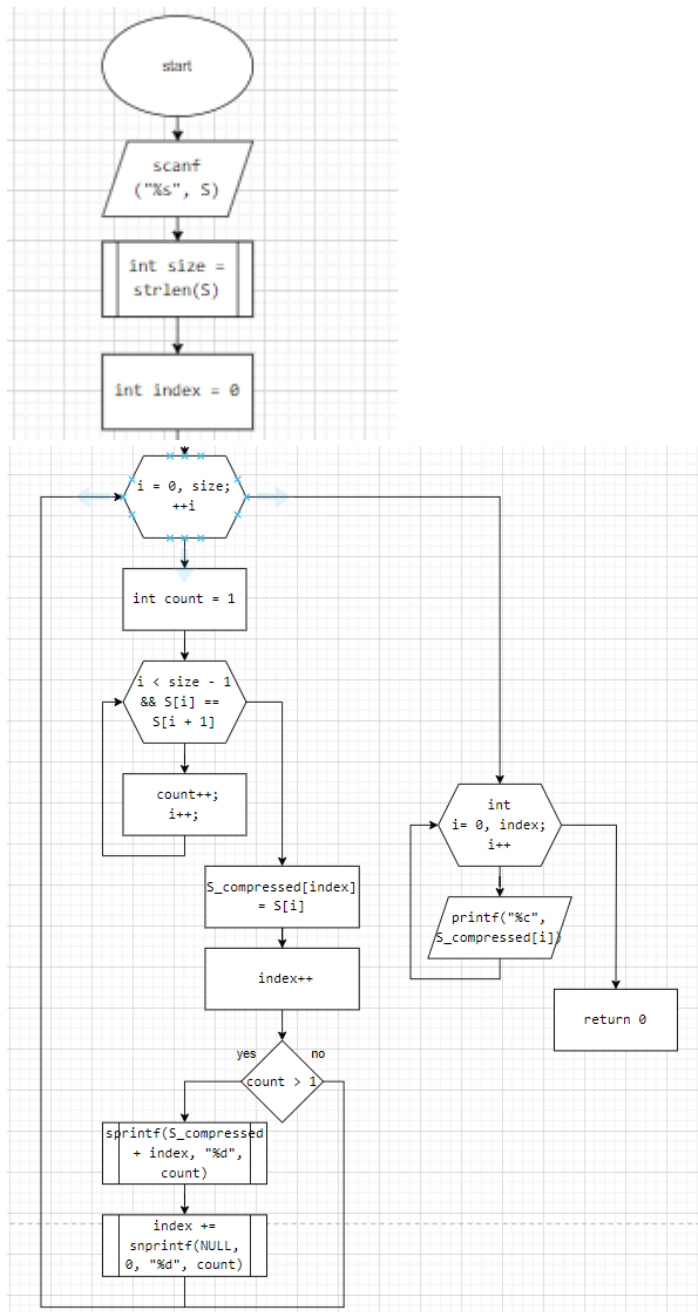 start
scanf
("%s", S)
int size =
strlen(S)
int index = 0
i = 0, size;
++i
int count = 1
i < size - 1
&& S[i] ==
S[i + 1]
count++;
i++;
S_compressed[index]
= S[i]
index++
yes
no
count > 1
sprintf(S_compressed
+ index, "%d",
count)
index +=
snprintf(NULL,
0, "%d", count)
int
i= 0, index;
i++
printf("%c",
S_compressed[i])
return 0